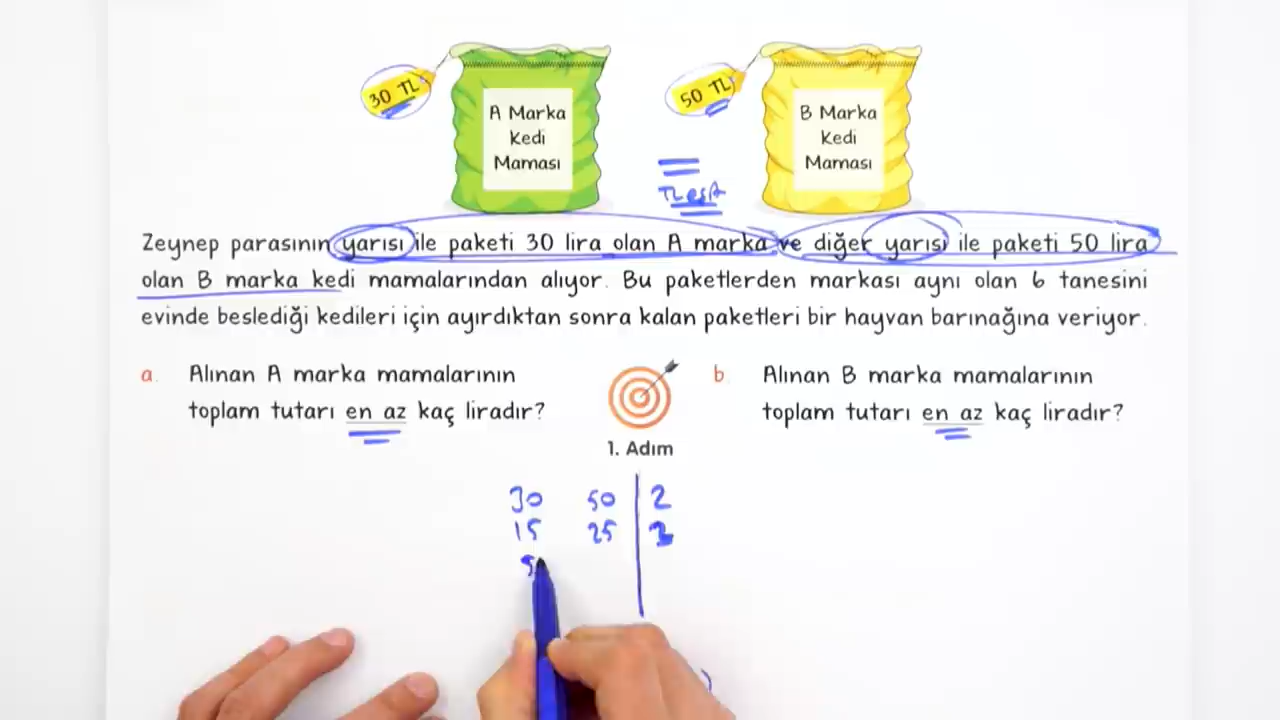 30 TL
A Marka
Kedi
Maması
50 TL
B Marka
Kedi
Maması
Zeynep parasının yarısı ile paketi 30 lira olan A marka ve diğer yarısı ile paketi 50 lira
olan B marka kedi mamalarından alıyor. Bu paketlerden markası aynı olan 6 tanesini
evinde beslediği kedileri için ayırdıktan sonra kalan paketleri bir hayvan barınağına veriyor.
a. Alınan A marka mamalarının
toplam tutarı en az kaç liradır?
b. Alınan B marka mamalarının
toplam tutarı en az kaç liradır?
1. Adım
30 50 2
15 25
5